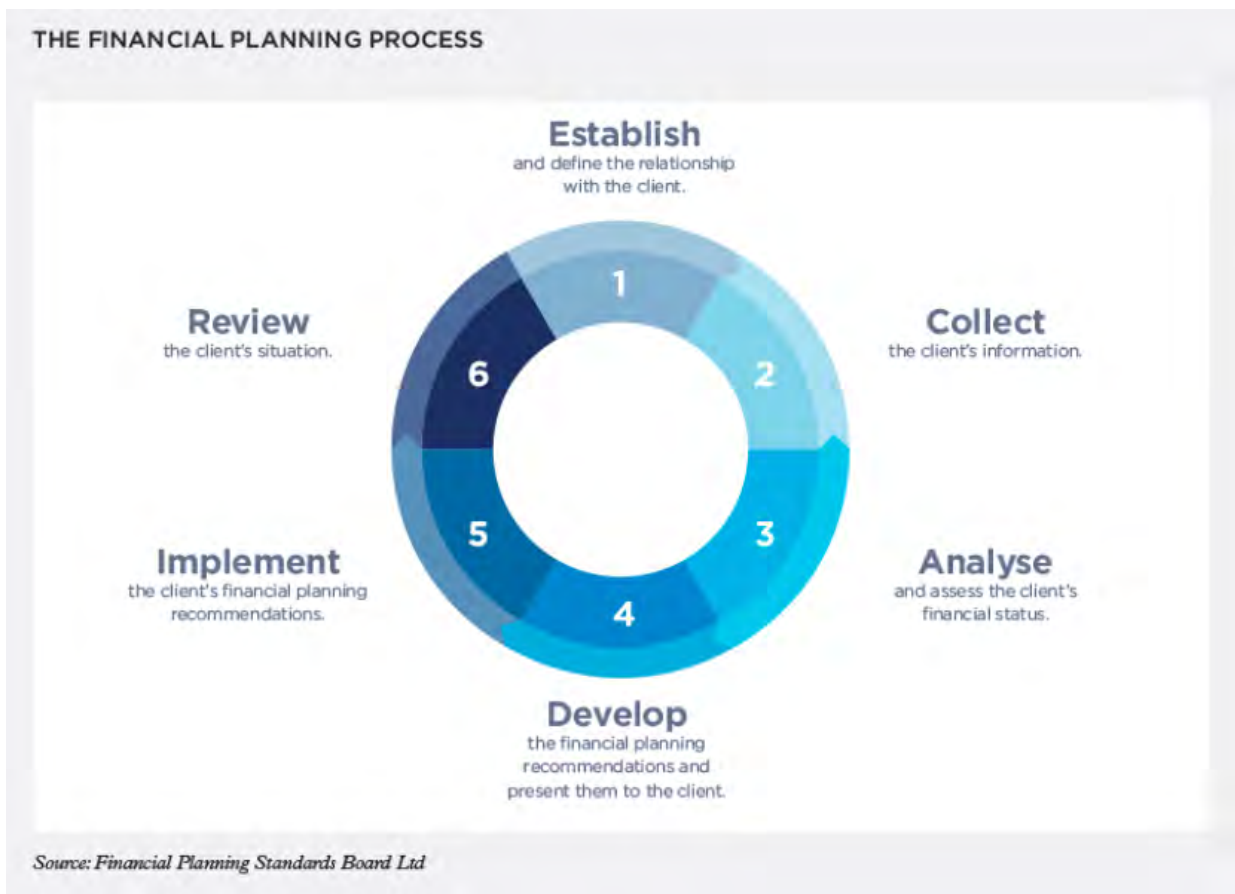 THE FINANCIAL PLANNING PROCESS
Establish
and define the relationship
with the client.
1
Collect
the client's information.
2
Analyse
and assess the client's
financial status.
3
Develop
the financial planning
recommendations and
present them to the client.
4
Implement
the client's financial planning
recommendations.
5
Review
the client's situation.
6
Source: Financial Planning Standards Board Ltd